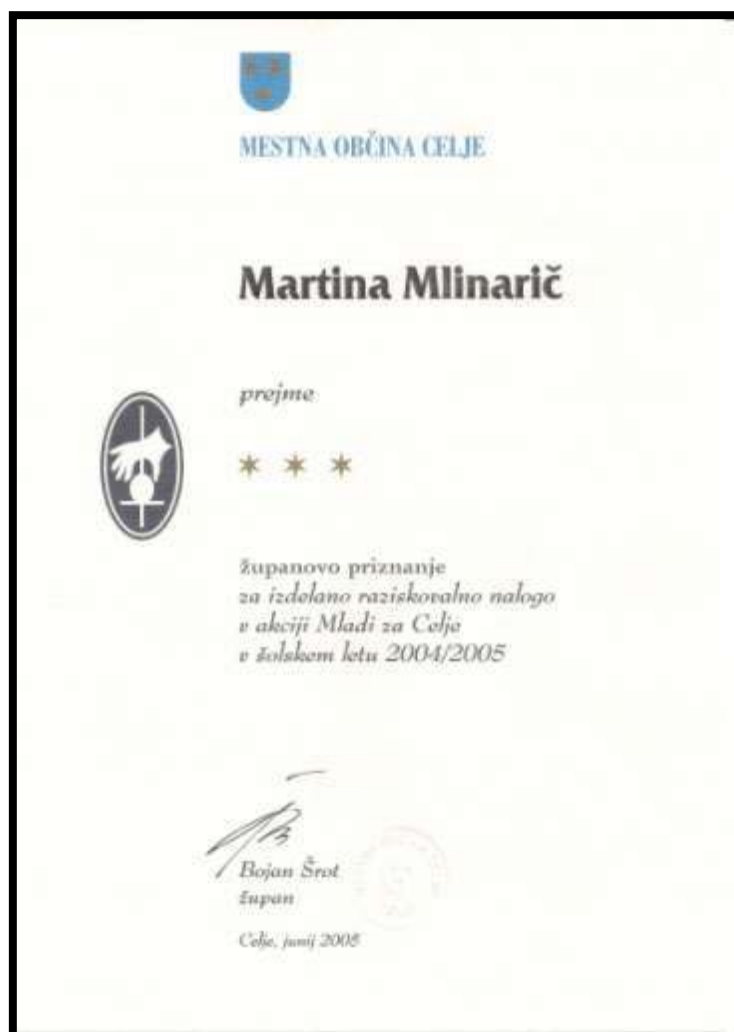 MESTNA OBČINA CELJE
Martina Mlinarič
prejme
županovo priznanje
za izdelano raziskovalno nalogo
v akciji Mladi za Celje
v šolskem letu 2004/2005
Bojan Šrot
župan
Celje, junij 2005